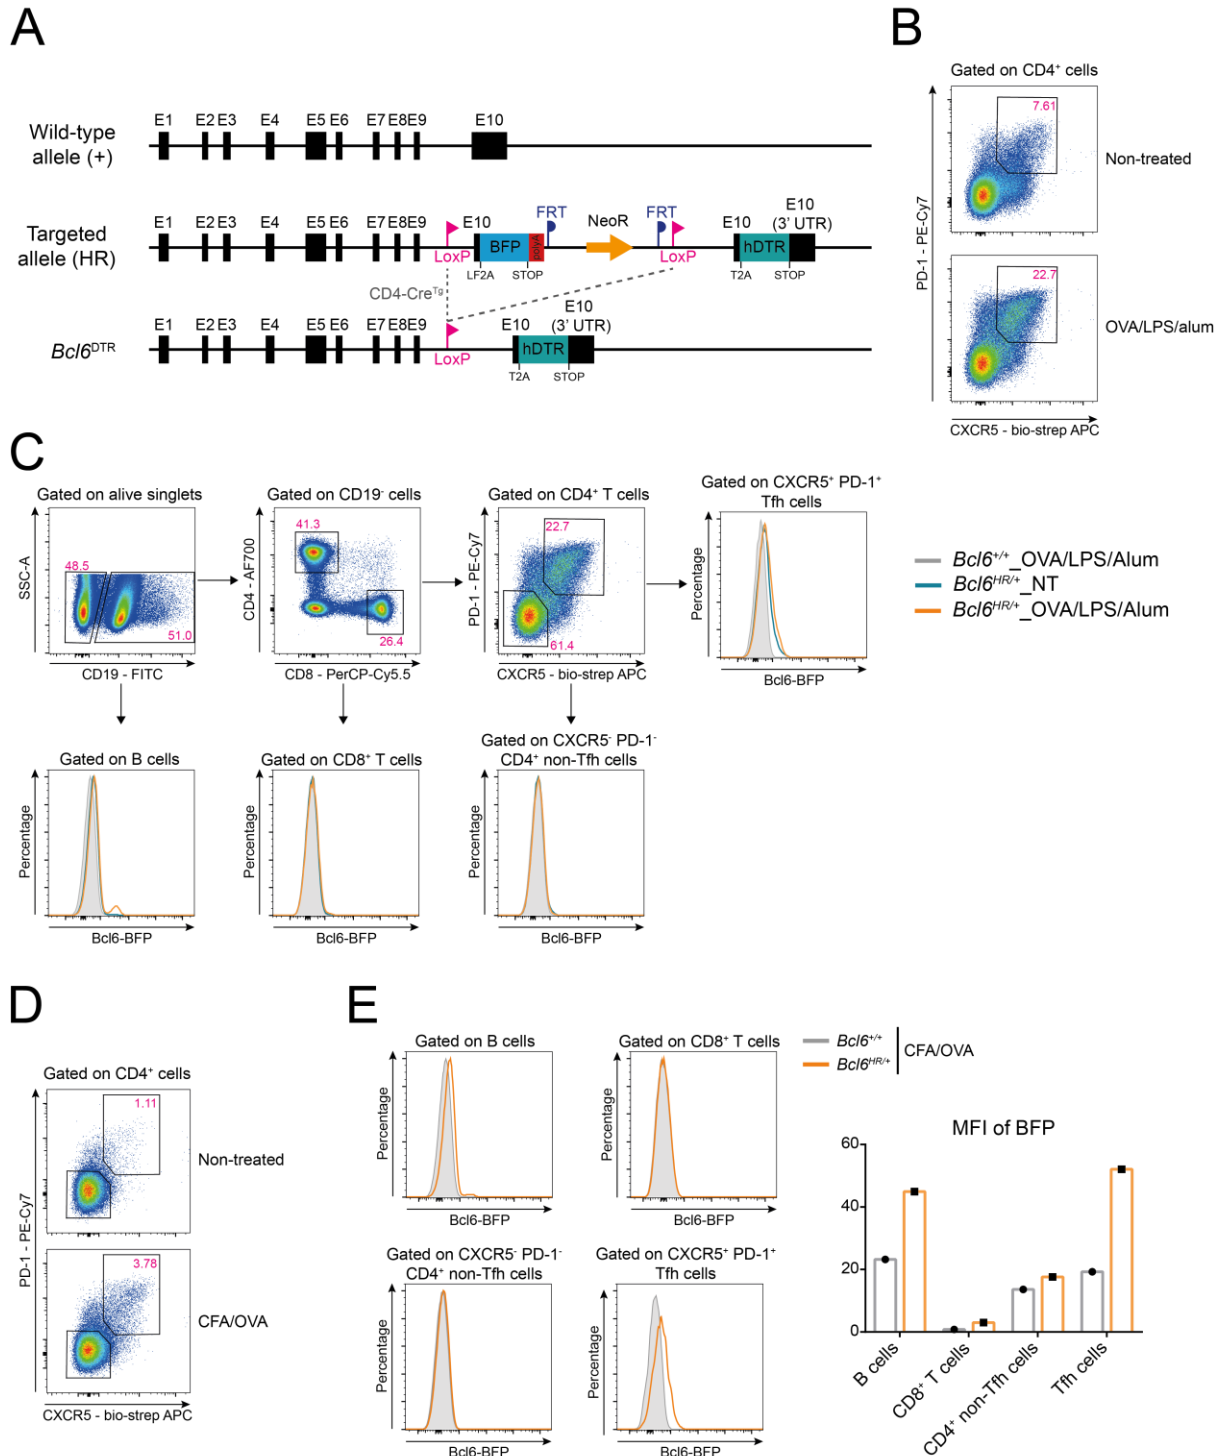 A
E1 E2 E3 E4 E5 E6 E7 E8 E9 E10
Wild-type
allele (+)
E1 E2 E3 E4 E5 E6 E7 E8 E9 E10 FRT NeoR FRT E10 E10
(3' UTR)
Targeted
allele (HR)
BFP polyA hDTR
LoxP LoxP
LF2A STOP T2A STOP
CD4-CreTg
E1 E2 E3 E4 E5 E6 E7 E8 E9 E10 E10
(3' UTR)
Bcl6DTR
hDTR
LoxP
T2A STOP
B
Gated on CD4+ cells
7.61
Non-treated
22.7
OVA/LPS/alum
PD-1 - PE-Cy7
CXCR5 - bio-strep APC
C
Gated on alive singlets
48.5
51.0
SSC-A
CD19 - FITC
Gated on CD19- cells
41.3
26.4
CD4 - AF700
CD8 - PerCP-Cy5.5
Gated on CD4+ T cells
22.7
61.4
PD-1 - PE-Cy7
CXCR5 - bio-strep APC
Gated on CXCR5+ PD-1+
Tfh cells
Percentage
Bcl6-BFP
Bcl6+/+_OVA/LPS/Alum
Bcl6HR/+_NT
Bcl6HR/+_OVA/LPS/Alum
Gated on B cells
Percentage
Bcl6-BFP
Gated on CD8+ T cells
Percentage
Bcl6-BFP
Gated on CXCR5- PD-1-
CD4+ non-Tfh cells
Percentage
Bcl6-BFP
D
Gated on CD4+ cells
1.11
Non-treated
3.78
CFA/OVA
PD-1 - PE-Cy7
CXCR5 - bio-strep APC
E
Gated on B cells
Percentage
Bcl6-BFP
Gated on CD8+ T cells
Percentage
Bcl6-BFP
Gated on CXCR5- PD-1-
CD4+ non-Tfh cells
Percentage
Bcl6-BFP
Gated on CXCR5+ PD-1+
Tfh cells
Percentage
Bcl6-BFP
Bcl6+/+
Bcl6HR/+
CFA/OVA
MFI of BFP
60
40
20
0
B cells
CD8+ T cells
CD4+ non-Tfh cells
Tfh cells